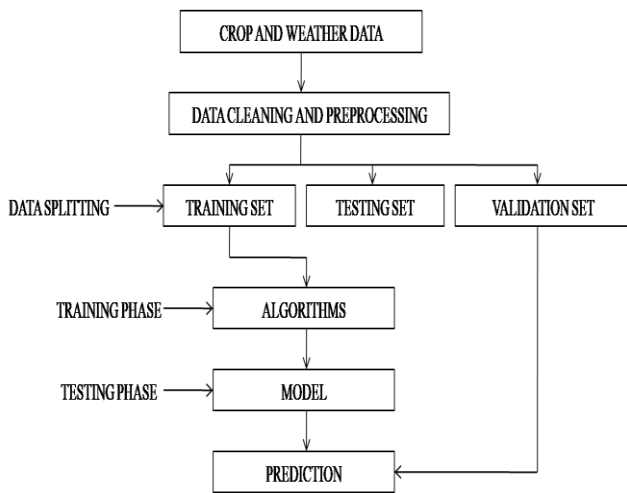 CROP AND WEATHER DATA
DATA CLEANING AND PREPROCESSING
DATA SPLITTING
TRAINING SET
TESTING SET
VALIDATION SET
TRAINING PHASE
ALGORITHMS
TESTING PHASE
MODEL
PREDICTION